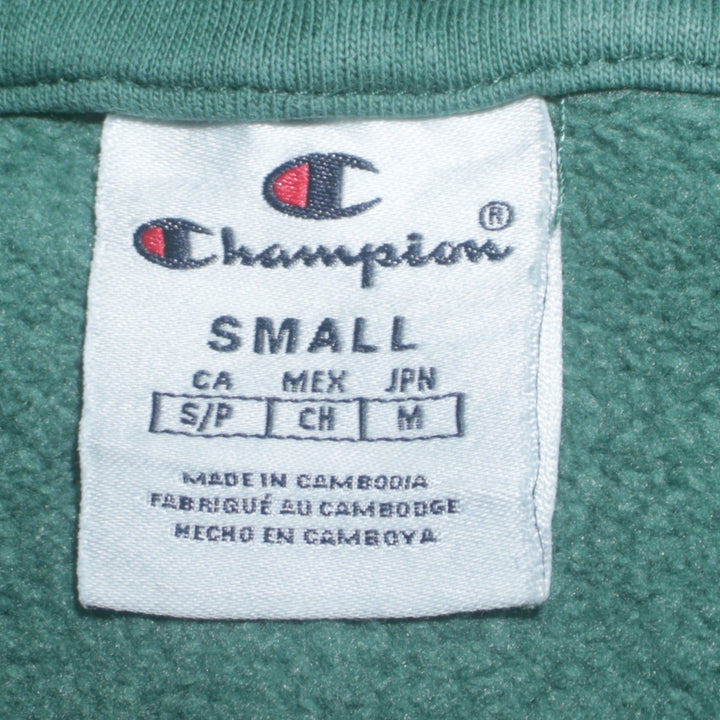 Champion®
SMALL
CA MEX JPN
S/P CH M
MADE IN CAMBODIA
FABRIQUÉ AU CAMBODGE
HECHO EN CAMBOYA